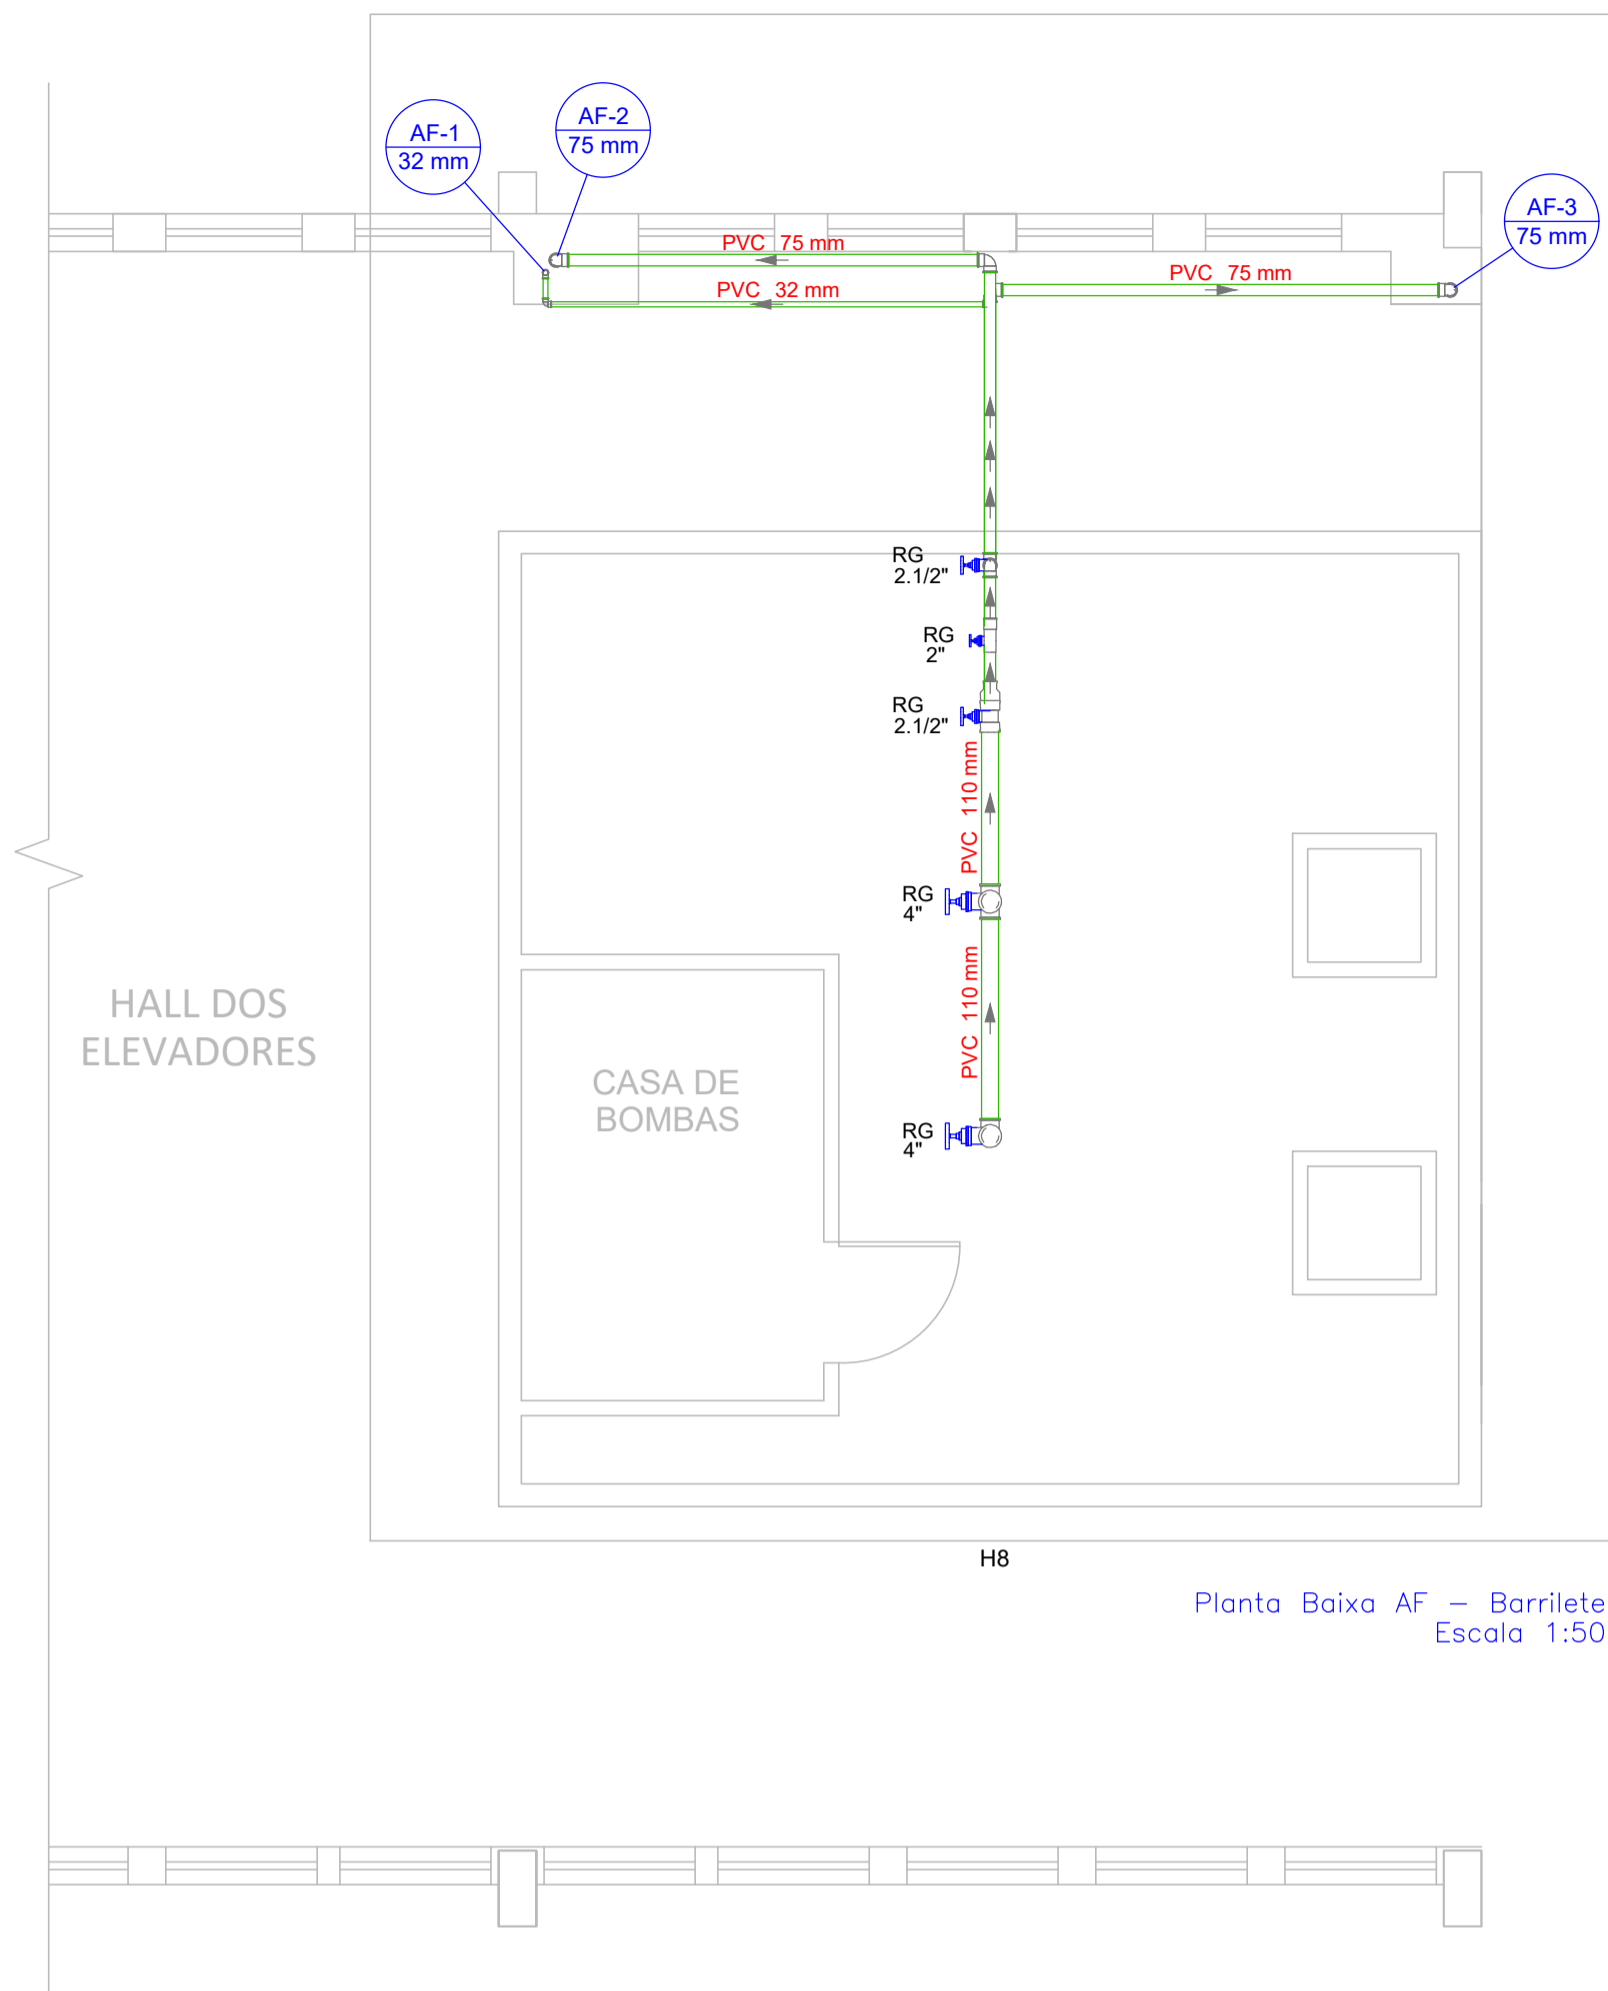 AF-1
32 mm
AF-2
75 mm
AF-3
75 mm
PVC 75 mm
PVC 75 mm
PVC 32 mm
RG
2.1/2"
RG
2"
RG
2.1/2"
PVC 110 mm
RG
4"
PVC 110 mm
RG
4"
HALL DOS
ELEVADORES
CASA DE
BOMBAS
H8
Planta Baixa AF – Barrilete
Escala 1:50